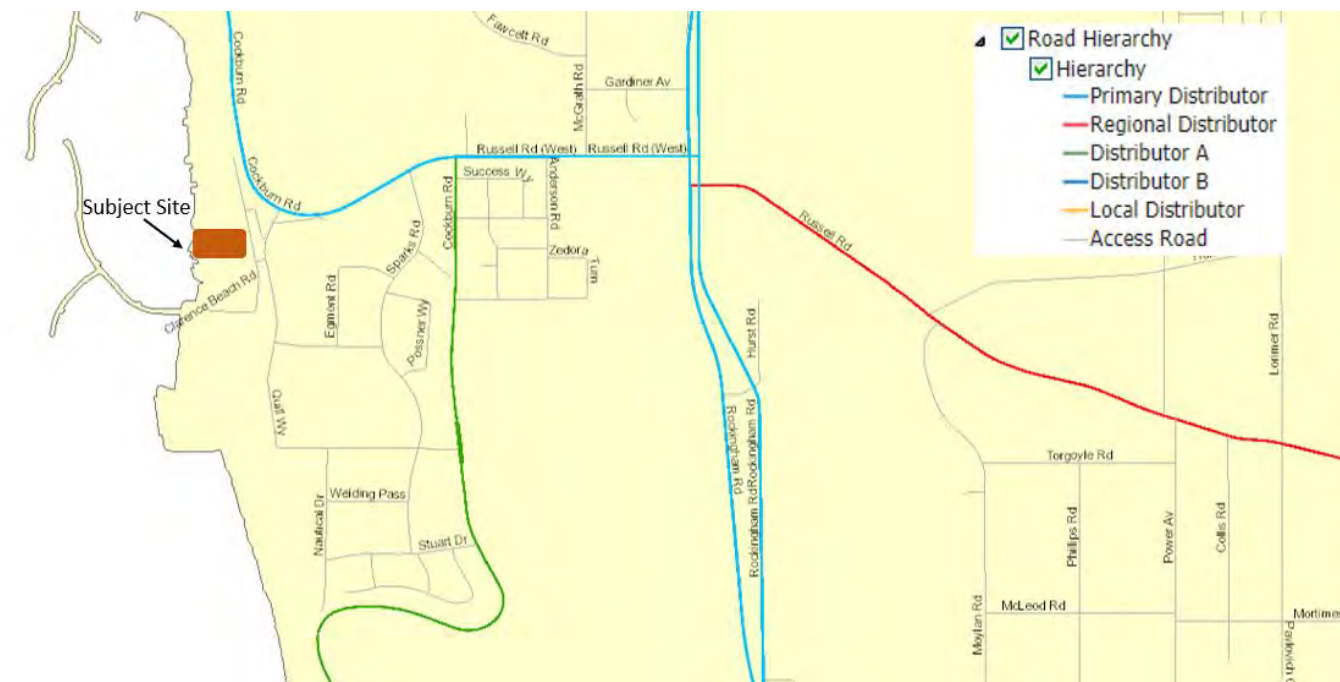 Road Hierarchy
Hierarchy
Primary Distributor
Regional Distributor
Distributor A
Distributor B
Local Distributor
Access Road
Fawcett Rd
Cockburn Rd
McGrath Rd
Gardiner Av
Russell Rd (West)
Russell Rd (West)
Cockburn Rd
Success Wy
Anderson Rd
Cockburn Rd
Subject Site
Sparks Rd
Russell Rd
Zedora
Turn
Clarence Beach Rd
Egmont Rd
Possner Wy
Hurst Rd
Lorimer Rd
Quill Wy
Rockingham Rd
Rockingham Rd
Rockingham Rd
Torgoyle Rd
Welding Pass
Nautical Dr
Stuart Dr
Phillips Rd
Power Av
Collis Rd
Moylan Rd
McLeod Rd
Mortime
Pavlovich